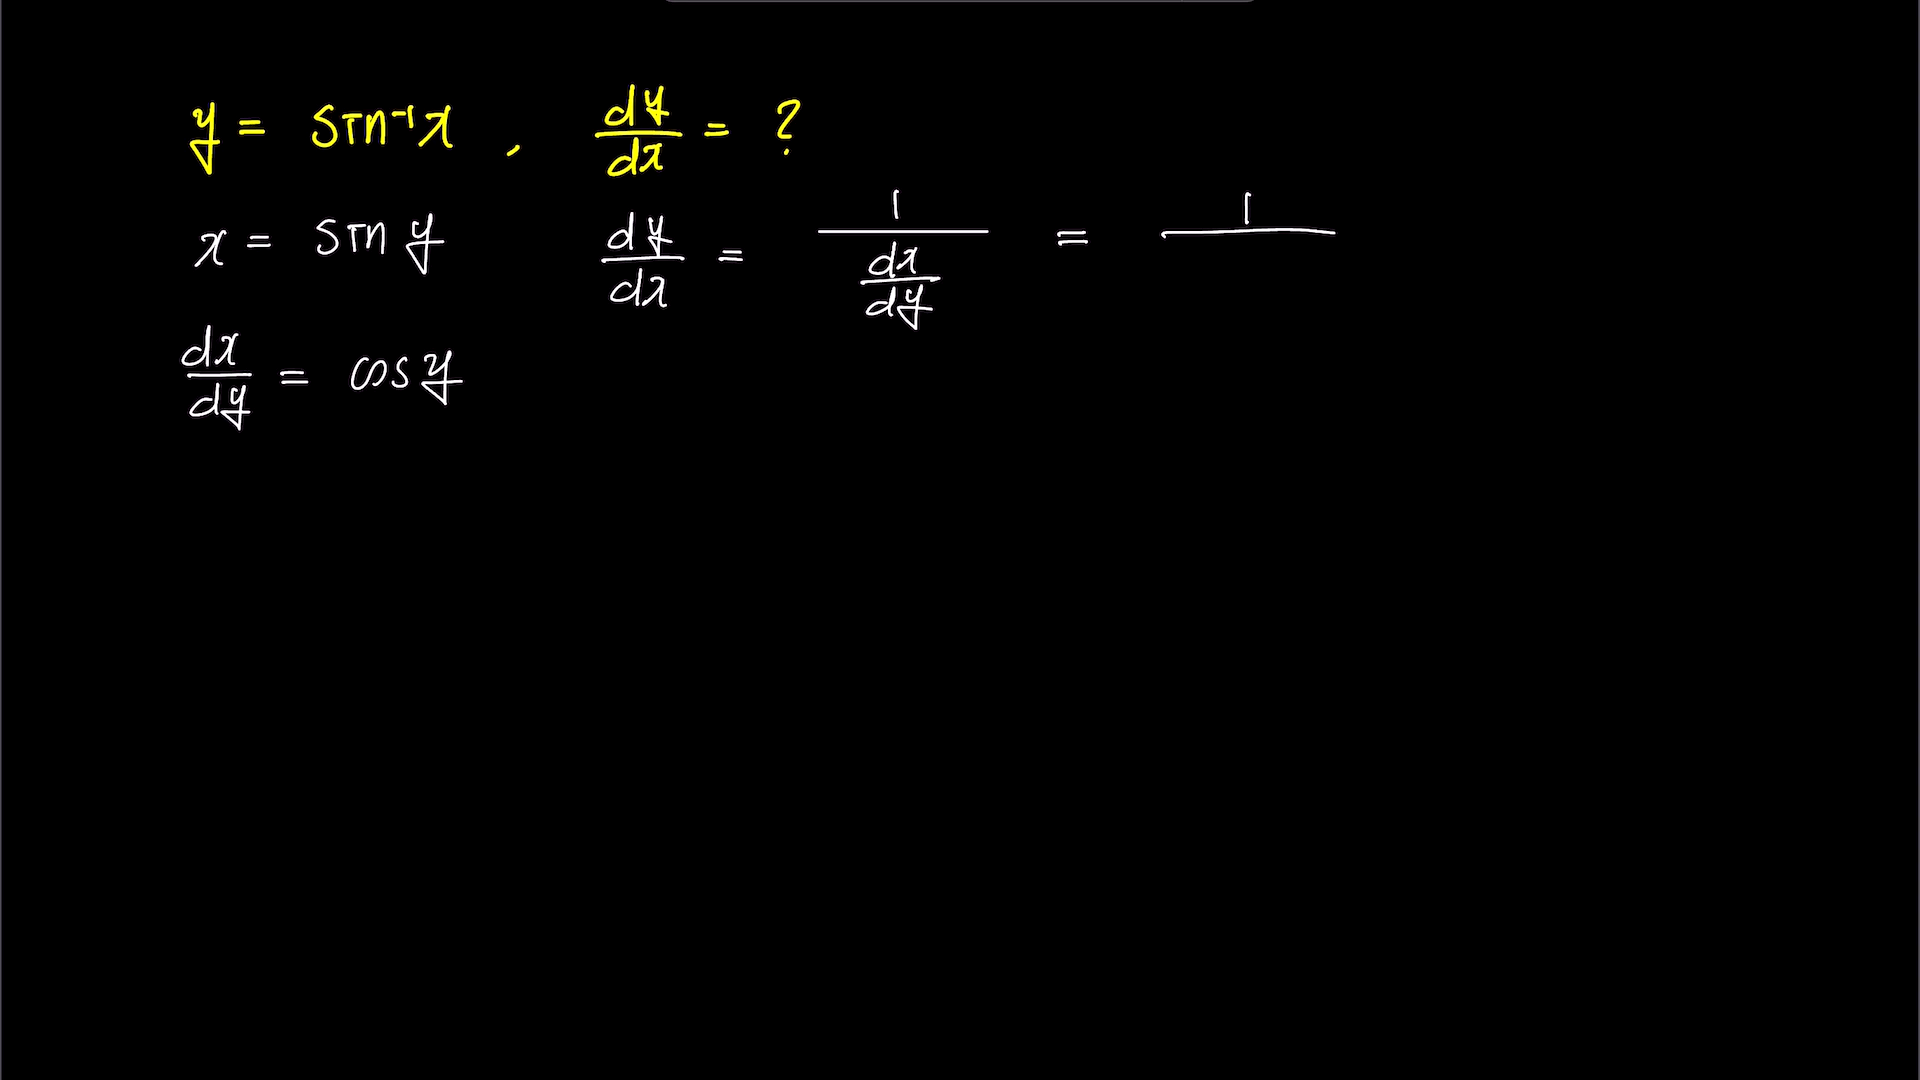 y = sin⁻¹x , dy/dx = ?
x = sin y dy/dx = 1/(dx/dy) = 1/
dx/dy = cos y